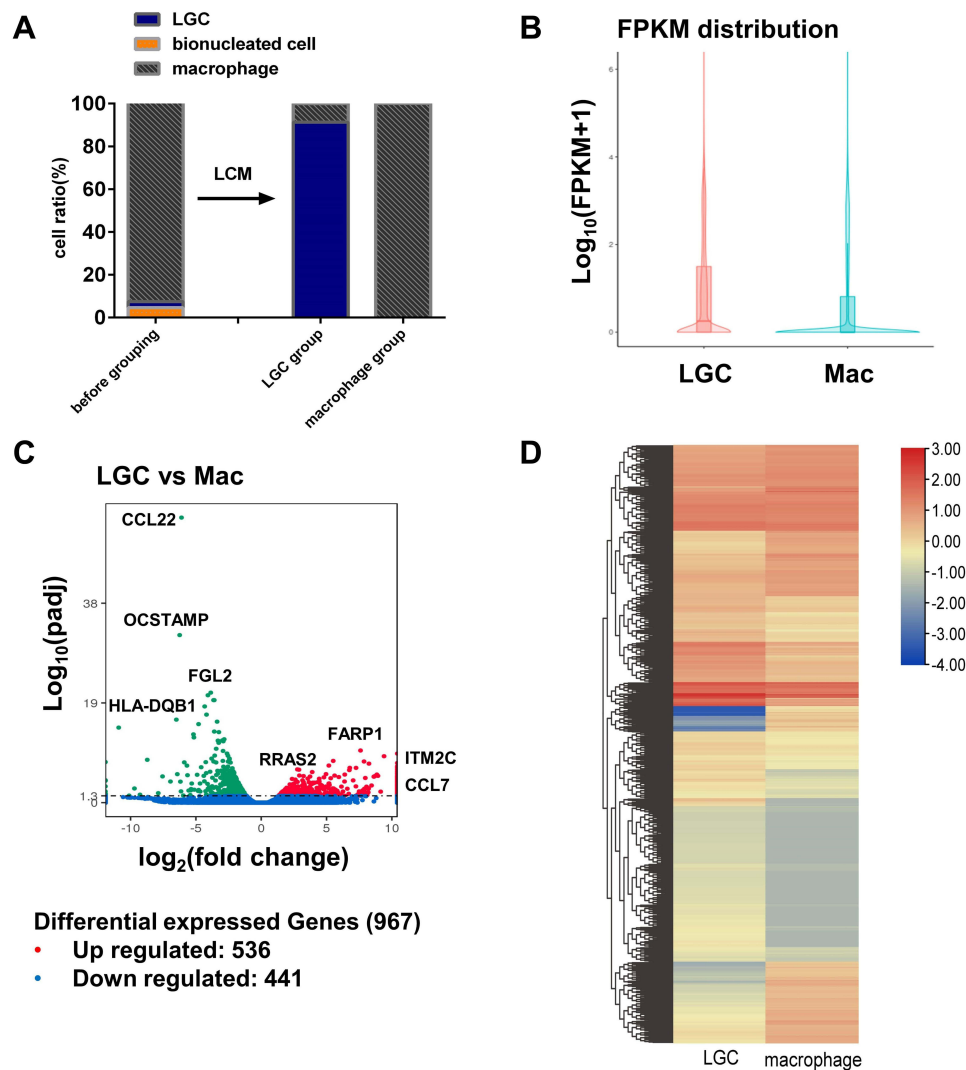 A
LGC
bionucleated cell
macrophage
cell ratio(%)
100
80
60
40
20
0
LCM
before grouping
LGC group
macrophage group
B
FPKM distribution
Log₁₀(FPKM+1)
6
4
2
0
LGC
Mac
C
LGC vs Mac
Log₁₀(padj)
38
19
1.3
0
CCL22
OCSTAMP
FGL2
HLA-DQB1
FARP1
RRAS2
ITM2C
CCL7
-10
-5
0
5
10
log₂(fold change)
Differential expressed Genes (967)
Up regulated: 536
Down regulated: 441
D
3.00
2.00
1.00
0.00
-1.00
-2.00
-3.00
-4.00
LGC
macrophage